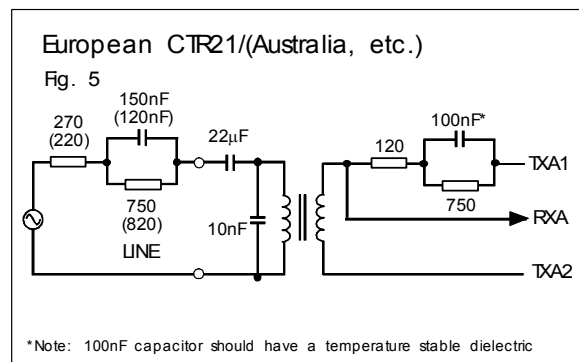 European CTR21/(Australia, etc.)
Fig. 5
150nF
(120nF)
270
(220)
22µF
100nF*
120
TXA1
750
(820)
10nF
750
RXA
LINE
TXA2
*Note: 100nF capacitor should have a temperature stable dielectric